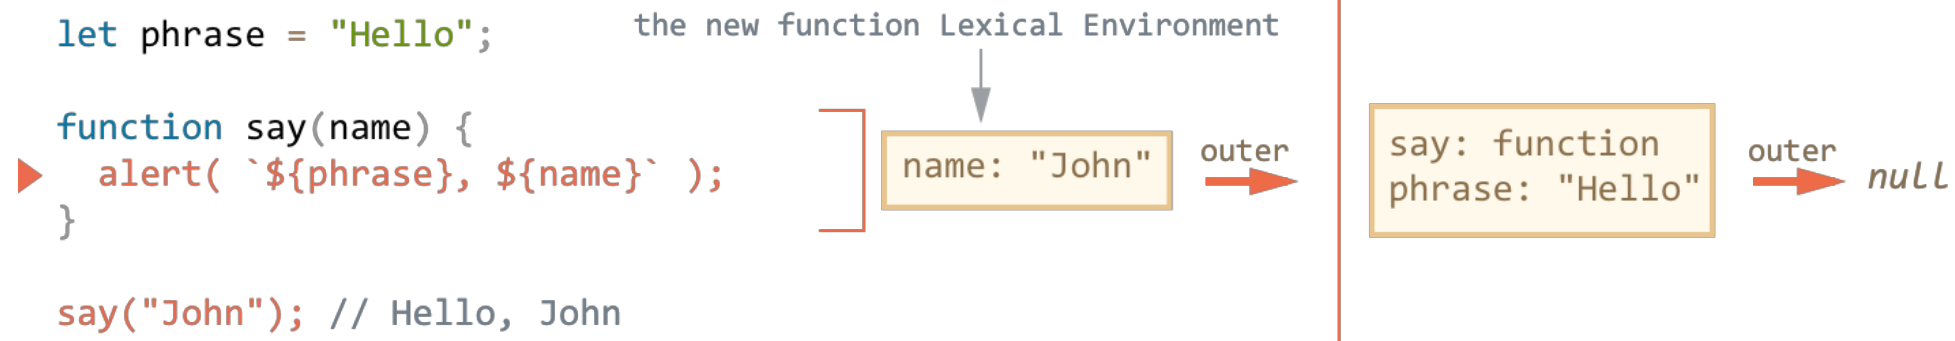 let phrase = "Hello";
function say(name) {
  alert( `${phrase}, ${name}` );
}
say("John"); // Hello, John
the new function Lexical Environment
name: "John"
outer
say: function
phrase: "Hello"
outer
null